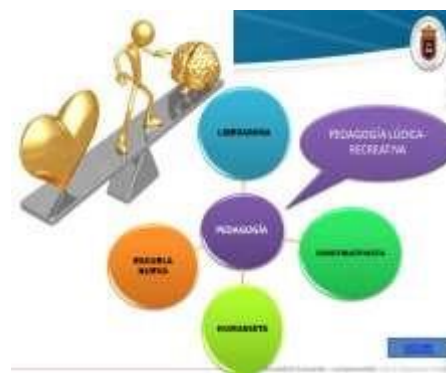 LIBERADORA
PEDAGOGÍA LÚDICA-
RECREATIVA
PEDAGOGÍA
ESCUELA
NUEVA
CONSTRUCTIVISTA
HUMANISTA